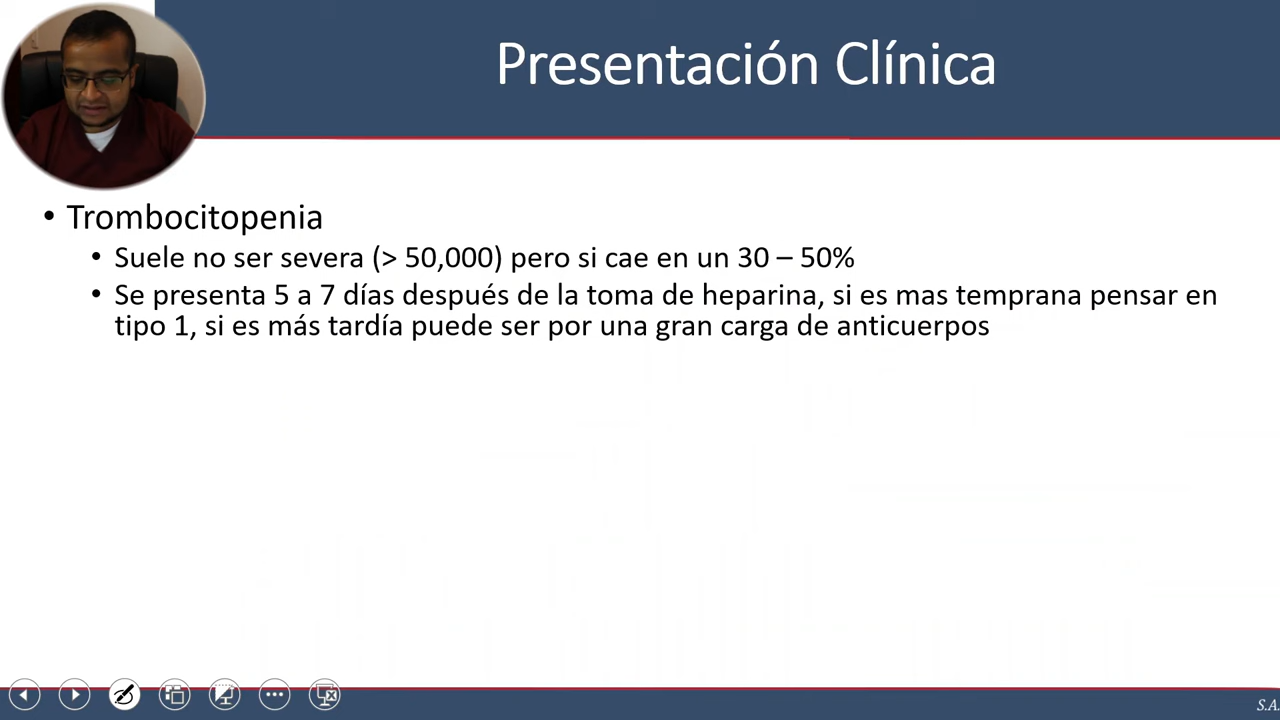 Presentación Clínica
• Trombocitopenia
• Suele no ser severa (> 50,000) pero si cae en un 30 – 50%
• Se presenta 5 a 7 días después de la toma de heparina, si es mas temprana pensar en
tipo 1, si es más tardía puede ser por una gran carga de anticuerpos
S.A.